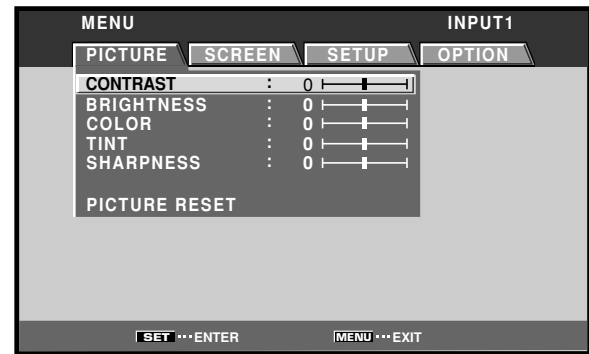 MENU INPUT1
PICTURE SCREEN SETUP OPTION
CONTRAST : 0
BRIGHTNESS : 0
COLOR : 0
TINT : 0
SHARPNESS : 0
PICTURE RESET
SET ···ENTER MENU ···EXIT